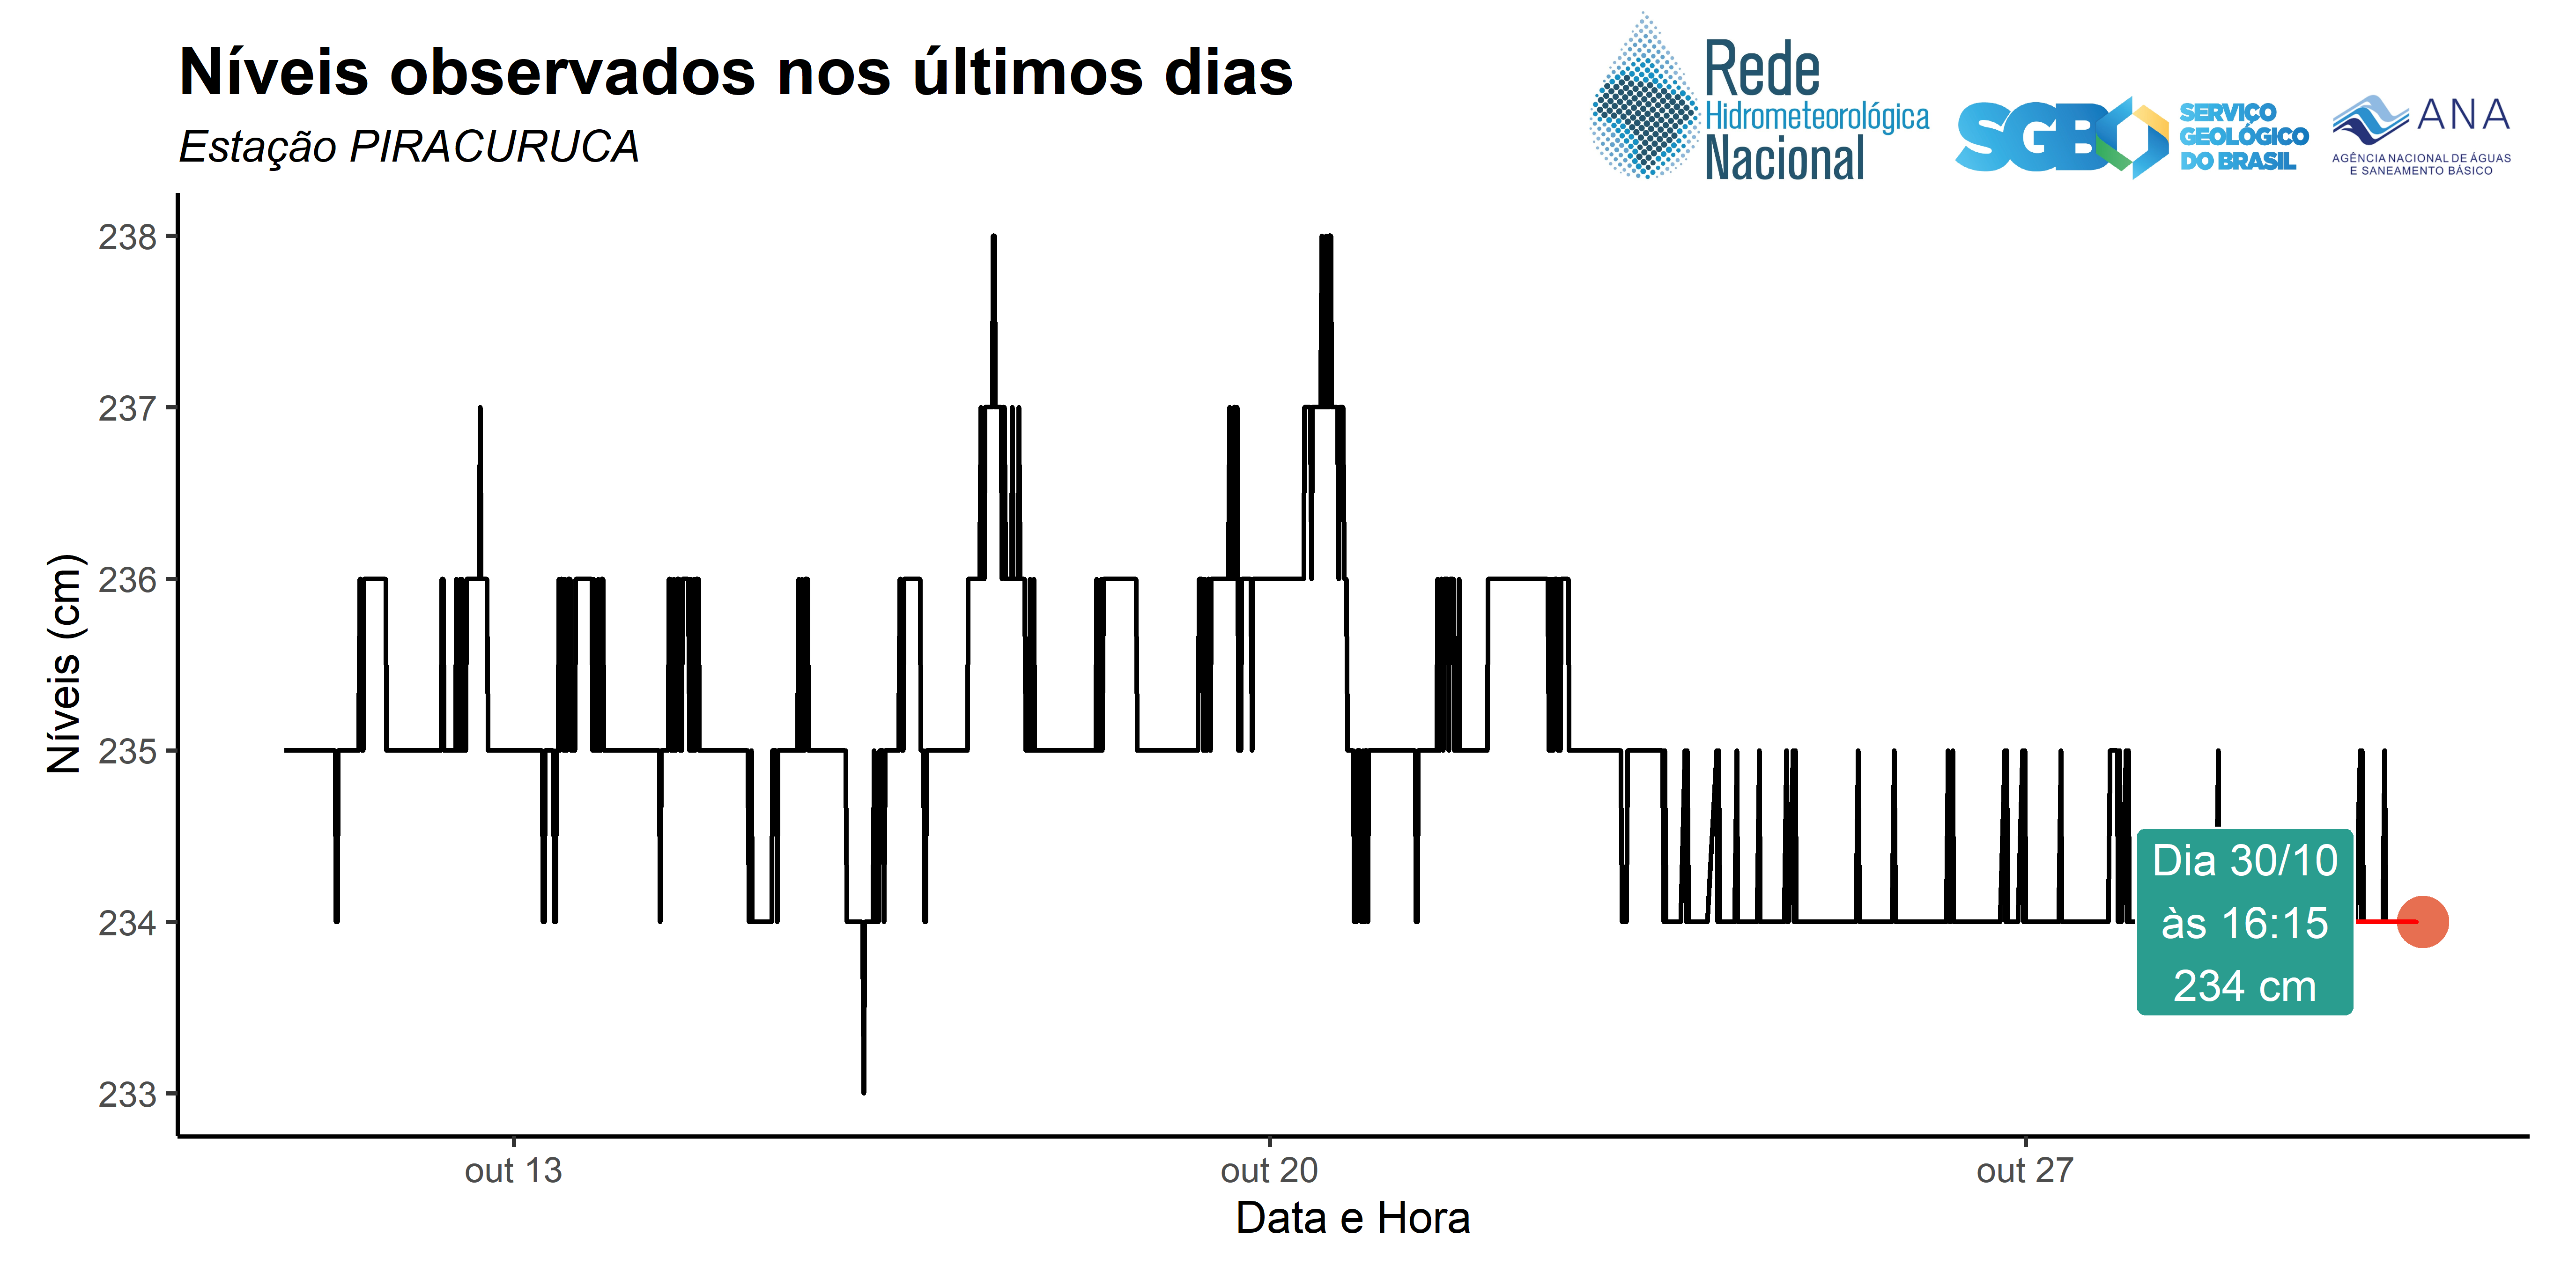 Níveis observados nos últimos dias
Estação PIRACURUCA
Rede
Hidrometeorológica
Nacional
SGB
SERVIÇO
GEOLÓGICO
DO BRASIL
ANA
AGÊNCIA NACIONAL DE ÁGUAS
E SANEAMENTO BÁSICO
238
237
236
235
234
233
Níveis (cm)
Dia 30/10
às 16:15
234 cm
out 13
out 20
out 27
Data e Hora